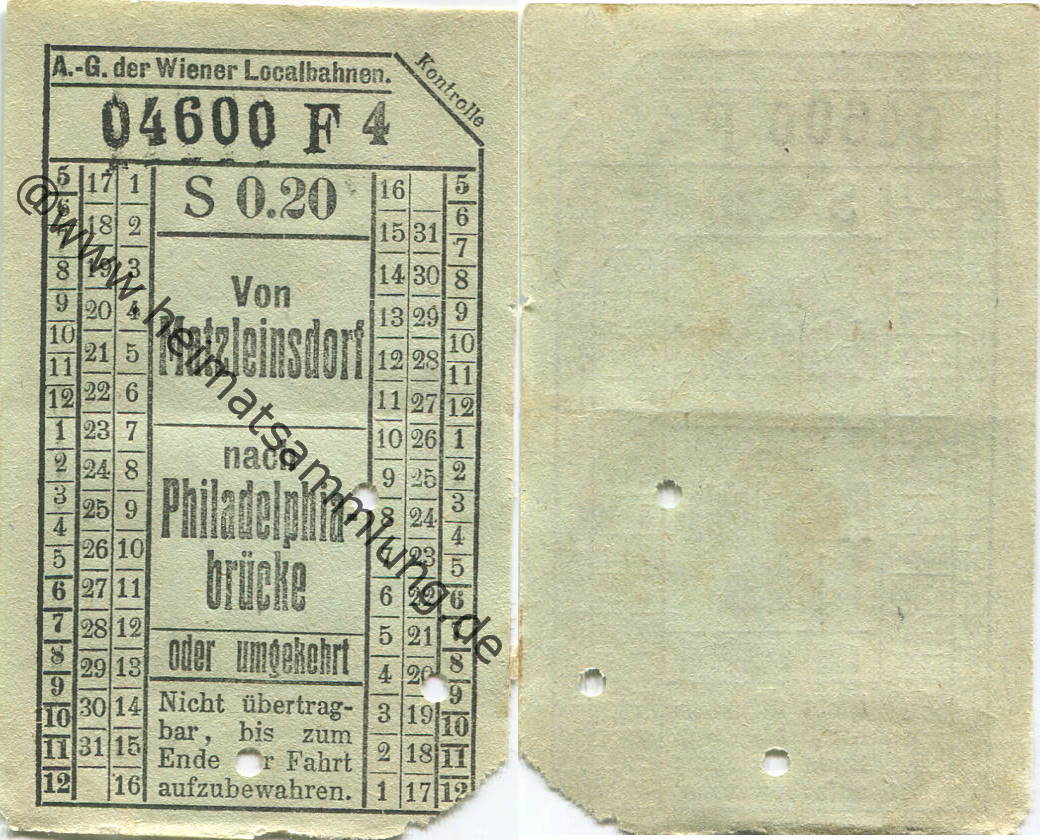 A.-G. der Wiener Localbahnen.
Kontrolle
04600 F 4
S 0.20
Von
Matzleinsdorf
nach
Philadelphia-
brücke
oder umgekehrt
Nicht übertrag-
bar, bis zum
Ende der Fahrt
aufzubewahren.
5 6 7 8 9 10 11 12 1 2 3 4 5 6 7 8 9 10 11 12
17 18 19 20 21 22 23 24 25 26 27 28 29 30 31
1 2 3 4 5 6 7 8 9 10 11 12 13 14 15 16
16 15 14 13 12 11 10 9 8 7 6 5 4 3 2 1
31 30 29 28 27 26 25 24 23 22 21 20 19 18 17
5 6 7 8 9 10 11 12 1 2 3 4 5 6 7 8 9 10 11 12
@www.heimatsammlung.de